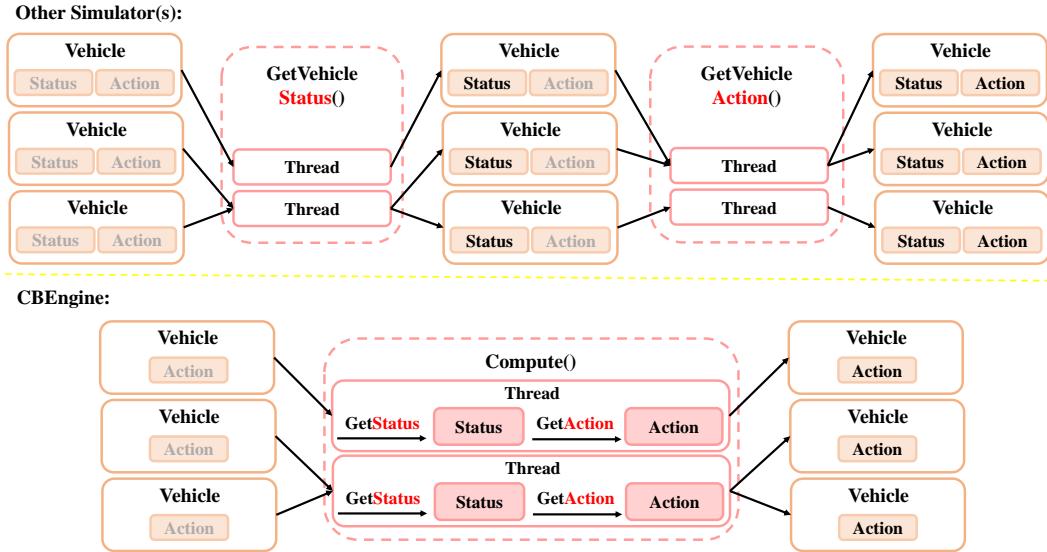 Other Simulator(s):
Vehicle
Status Action
Vehicle
Status Action
Vehicle
Status Action
GetVehicle
Status()
Thread
Thread
Vehicle
Status Action
Vehicle
Status Action
Vehicle
Status Action
GetVehicle
Action()
Thread
Thread
Vehicle
Status Action
Vehicle
Status Action
Vehicle
Status Action
CBEngine:
Vehicle
Action
Vehicle
Action
Vehicle
Action
Compute()
Thread
GetStatus Status GetAction Action
Thread
GetStatus Status GetAction Action
Vehicle
Action
Vehicle
Action
Vehicle
Action